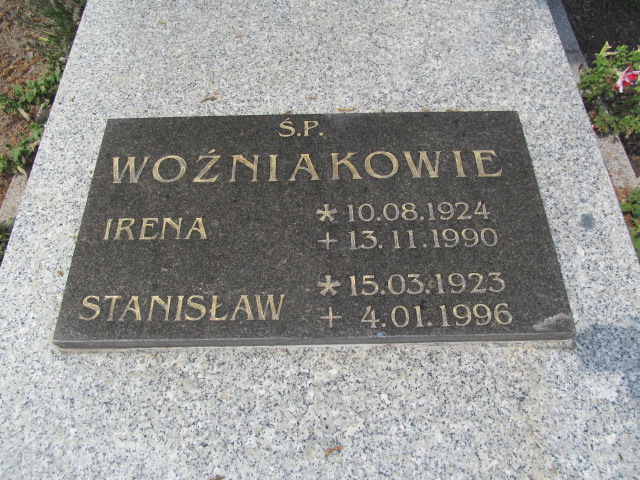 Ś.P.
WOŹNIAKOWIE
IRENA * 10.08.1924
+ 13.11.1990
STANISŁAW * 15.03.1923
+ 4.01.1996